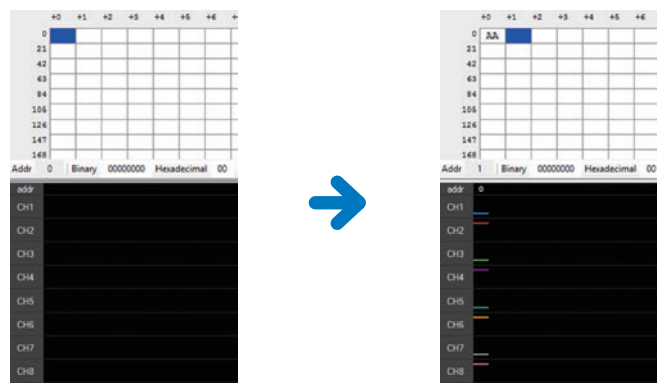 +0 +1 +2 +3 +4 +5 +6
0
21
42
63
84
105
126
147
168
Addr 0 Binary 00000000 Hexadecimal 00
addr
CH1
CH2
CH3
CH4
CH5
CH6
CH7
CH8
+0 +1 +2 +3 +4 +5 +6
0 AA
21
42
63
84
105
126
147
168
Addr 1 Binary 00000000 Hexadecimal 00
addr 0
CH1
CH2
CH3
CH4
CH5
CH6
CH7
CH8